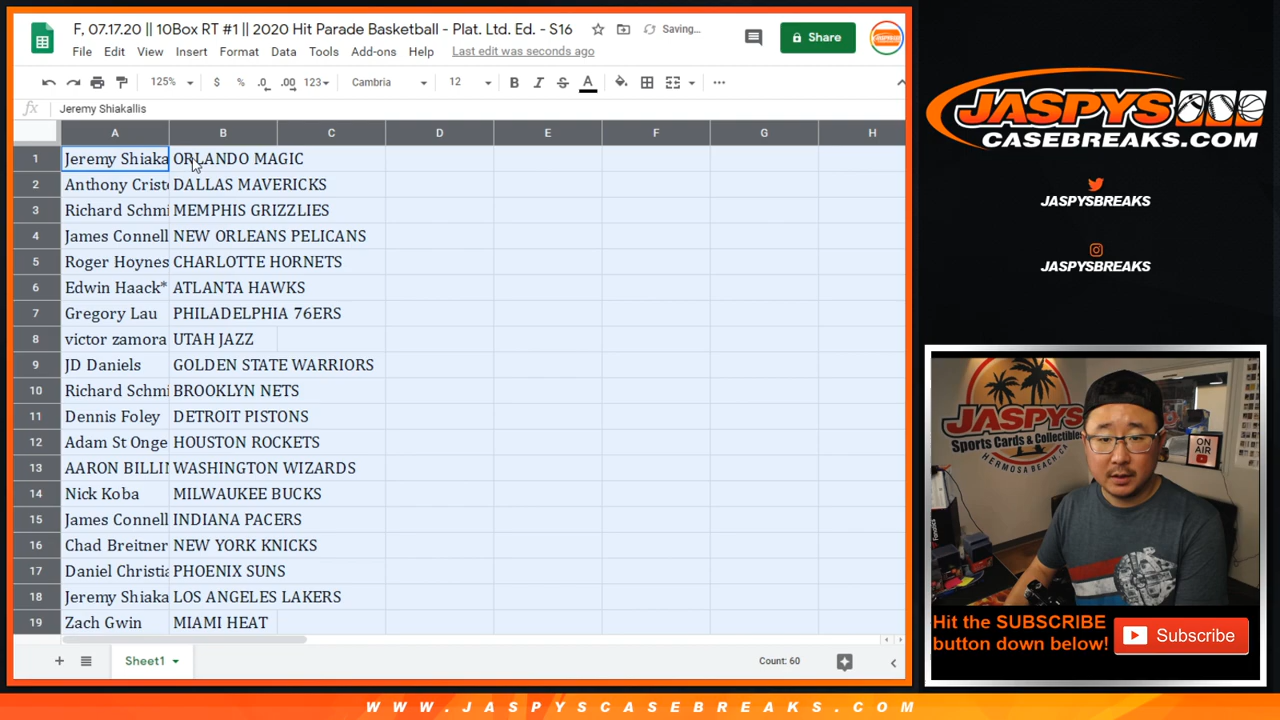 F, 07.17.20 || 10Box RT #1 || 2020 Hit Parade Basketball - Plat. Ltd. Ed. - S16
Saving...
File Edit View Insert Format Data Tools Add-ons Help Last edit was seconds ago
Share
125% $ % .0 .00 123 Cambria 12 B I S A
fx Jeremy Shiakallis
A B C D E F G H
1 Jeremy Shiaka ORLANDO MAGIC
2 Anthony Crist DALLAS MAVERICKS
3 Richard Schmi MEMPHIS GRIZZLIES
4 James Connell NEW ORLEANS PELICANS
5 Roger Hoynes CHARLOTTE HORNETS
6 Edwin Haack* ATLANTA HAWKS
7 Gregory Lau PHILADELPHIA 76ERS
8 victor zamora UTAH JAZZ
9 JD Daniels GOLDEN STATE WARRIORS
10 Richard Schmi BROOKLYN NETS
11 Dennis Foley DETROIT PISTONS
12 Adam St Onge HOUSTON ROCKETS
13 AARON BILLIN WASHINGTON WIZARDS
14 Nick Koba MILWAUKEE BUCKS
15 James Connell INDIANA PACERS
16 Chad Breitner NEW YORK KNICKS
17 Daniel Christia PHOENIX SUNS
18 Jeremy Shiaka LOS ANGELES LAKERS
19 Zach Gwin MIAMI HEAT
Sheet1
Count: 60
JASPYS
CASEBREAKS.COM
JASPYSBREAKS
JASPYSBREAKS
JASPYS
Sports Cards & Collectibles
HERMOSA BEACH
ON AIR
Hit the SUBSCRIBE
button down below!
Subscribe
WWW.JASPYSCASEBREAKS.COM